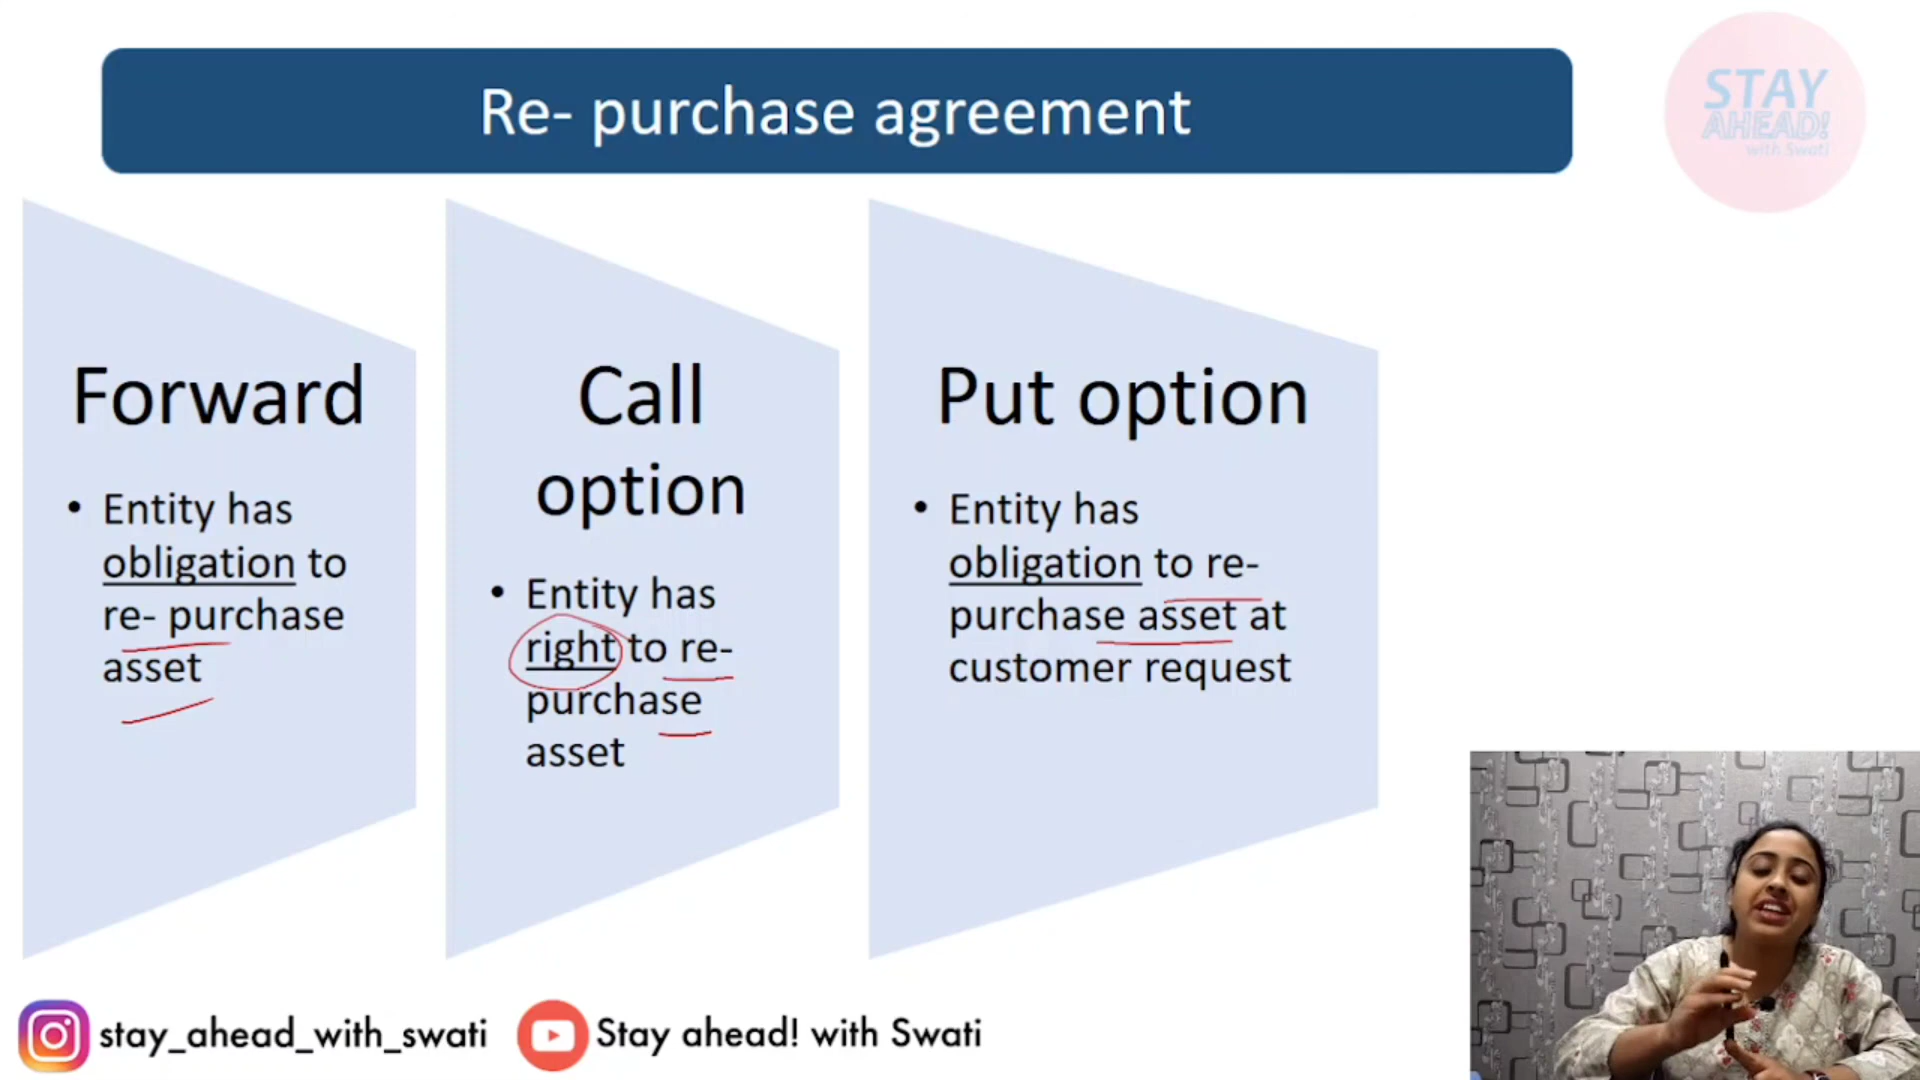 Re- purchase agreement
STAY
AHEAD!
with Swati
Forward
• Entity has
obligation to
re- purchase
asset
Call
option
• Entity has
right to re-
purchase
asset
Put option
• Entity has
obligation to re-
purchase asset at
customer request
stay_ahead_with_swati
Stay ahead! with Swati